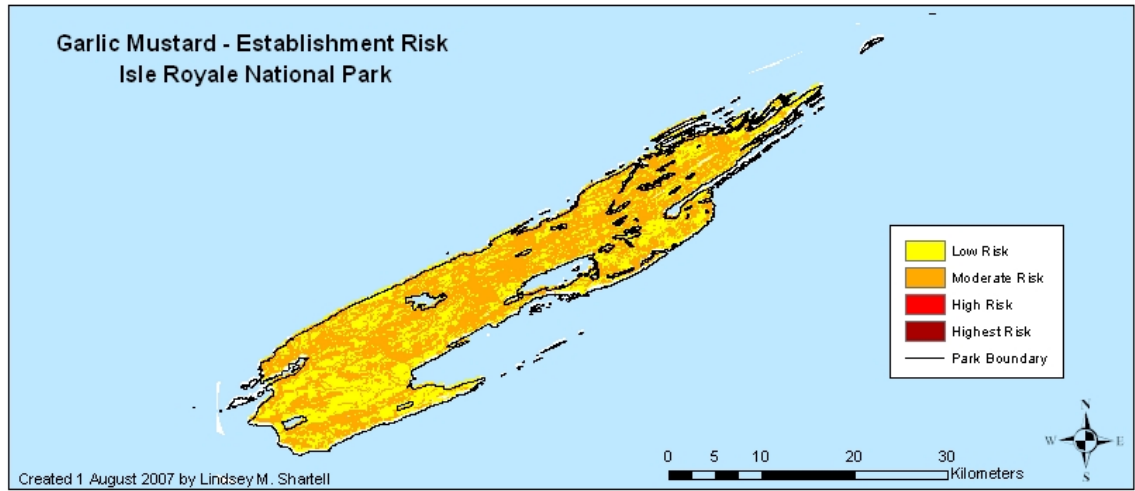 Garlic Mustard - Establishment Risk
Isle Royale National Park
Low Risk
Moderate Risk
High Risk
Highest Risk
Park Boundary
N
W E
S
0 5 10 20 30
Kilometers
Created 1 August 2007 by Lindsey M. Shartell